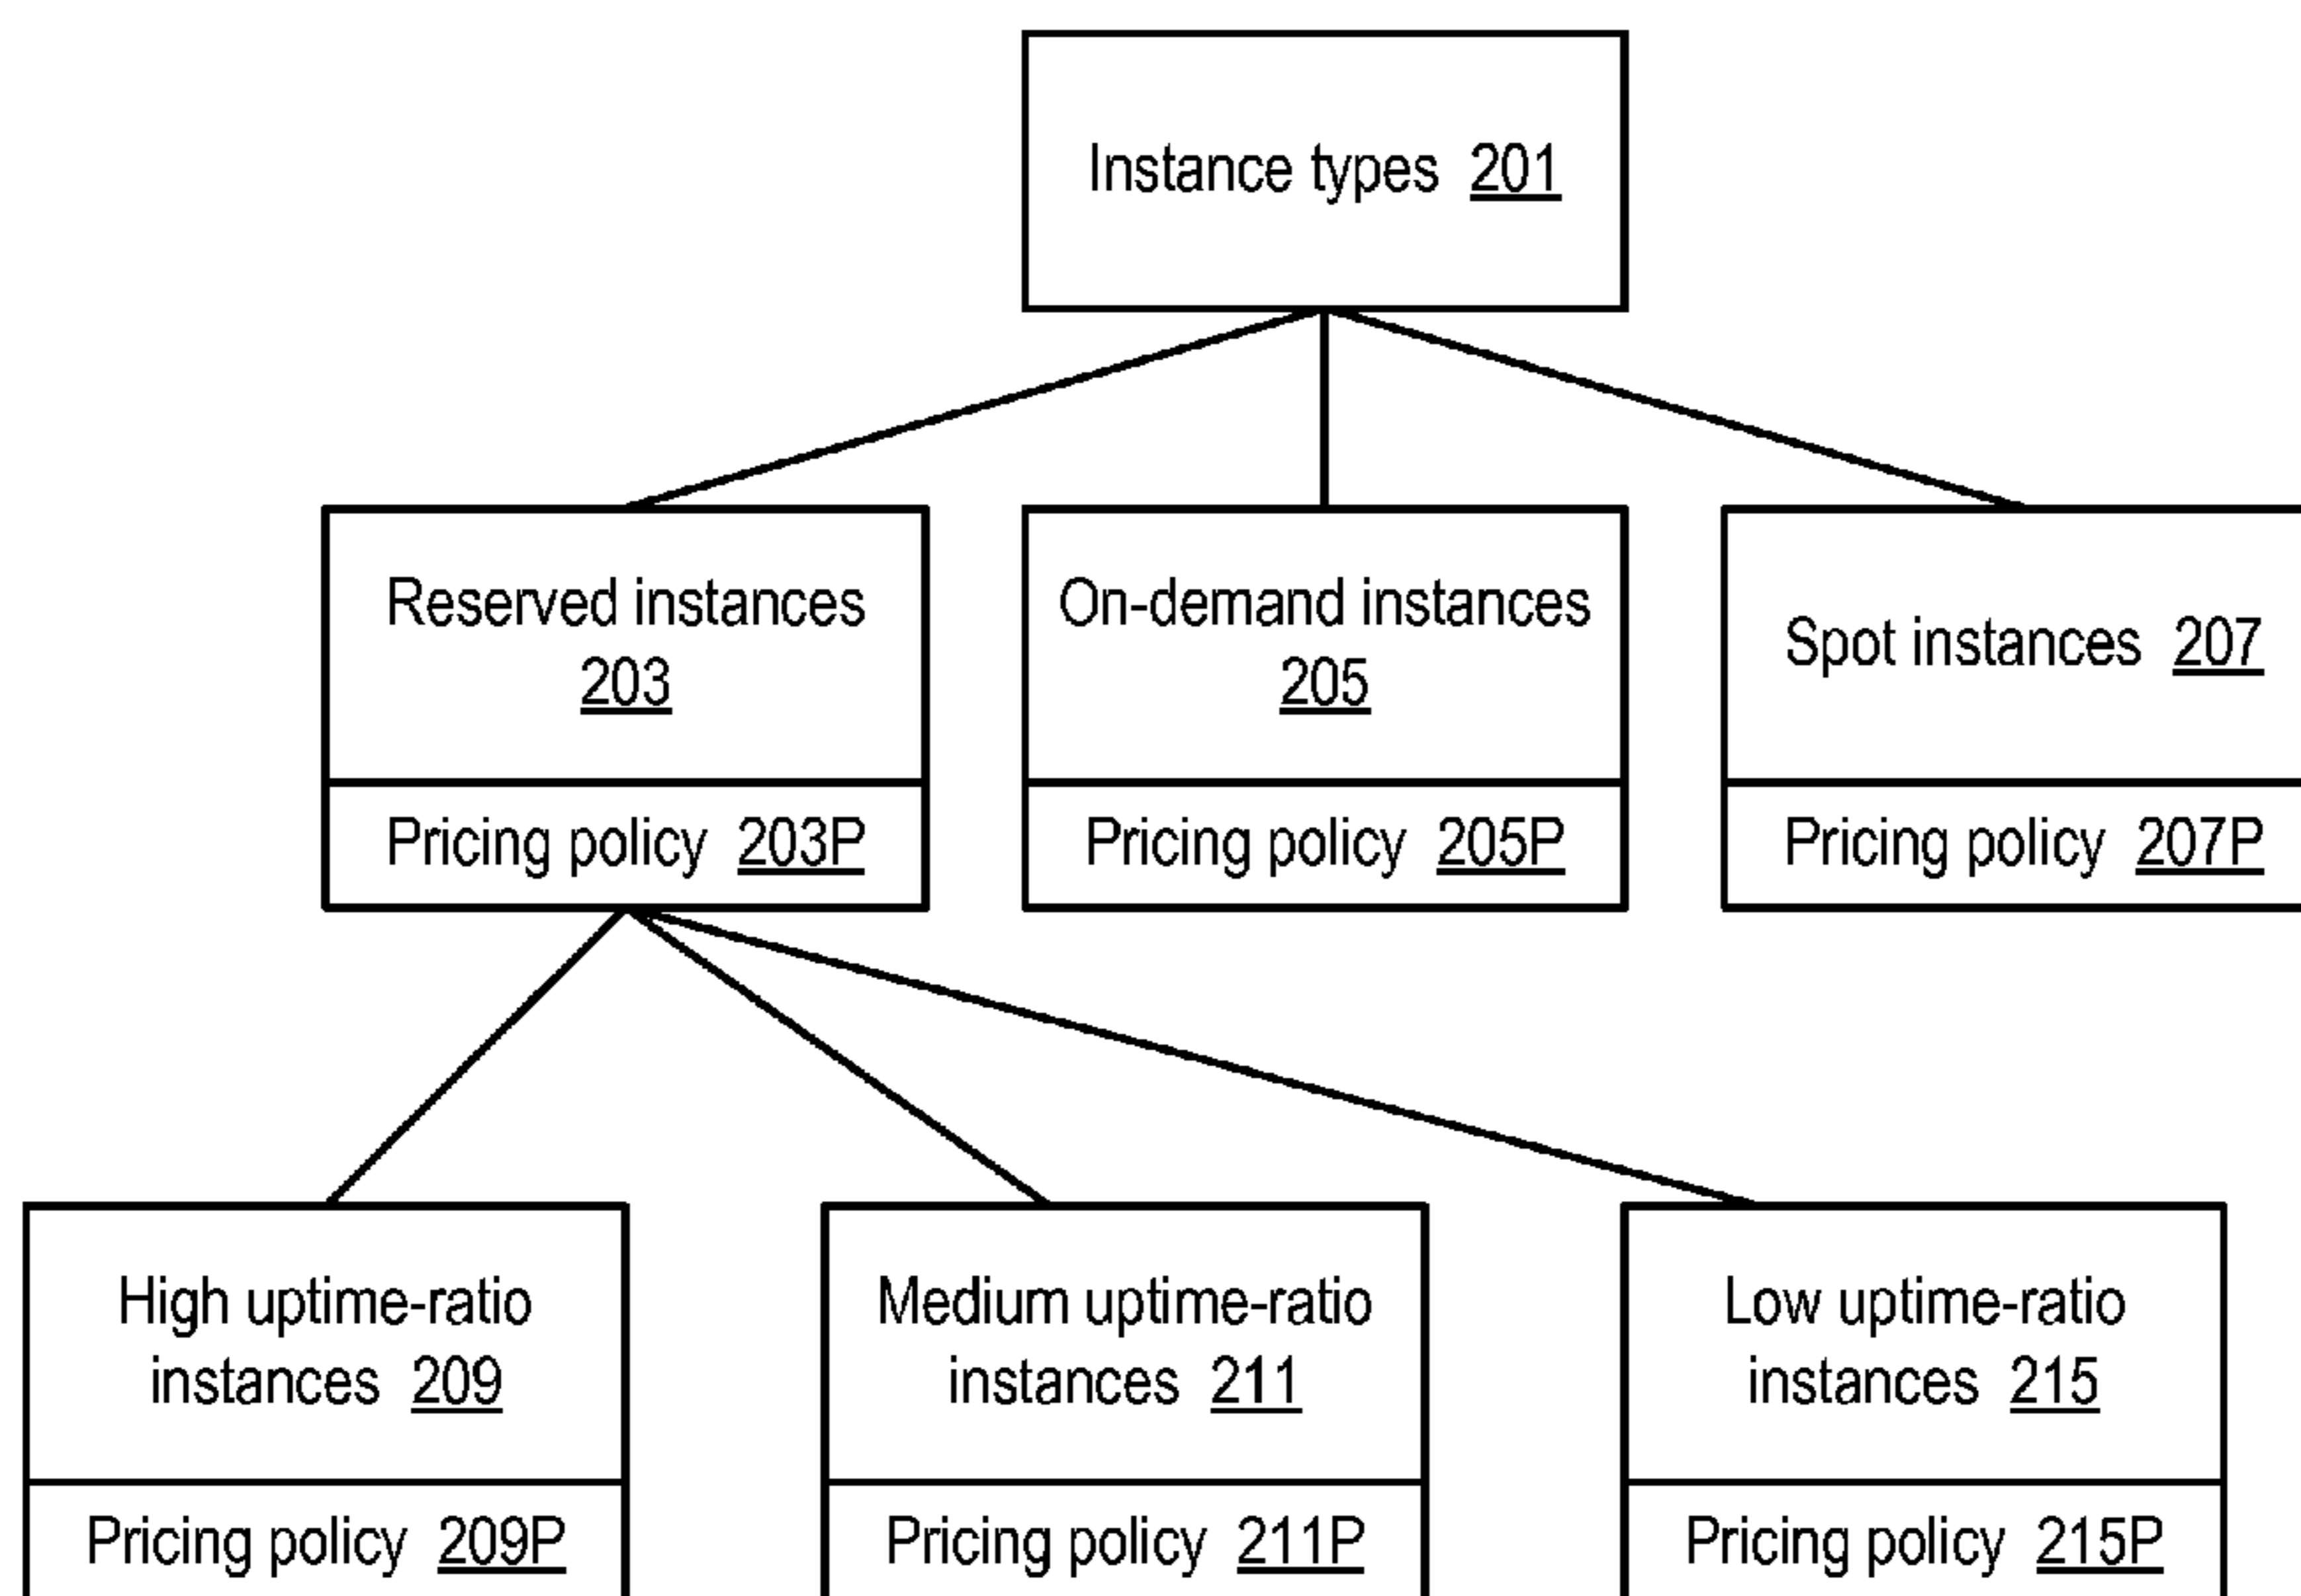 Instance types 201
Reserved instances
203
Pricing policy 203P
On-demand instances
205
Pricing policy 205P
Spot instances 207
Pricing policy 207P
High uptime-ratio
instances 209
Pricing policy 209P
Medium uptime-ratio
instances 211
Pricing policy 211P
Low uptime-ratio
instances 215
Pricing policy 215P